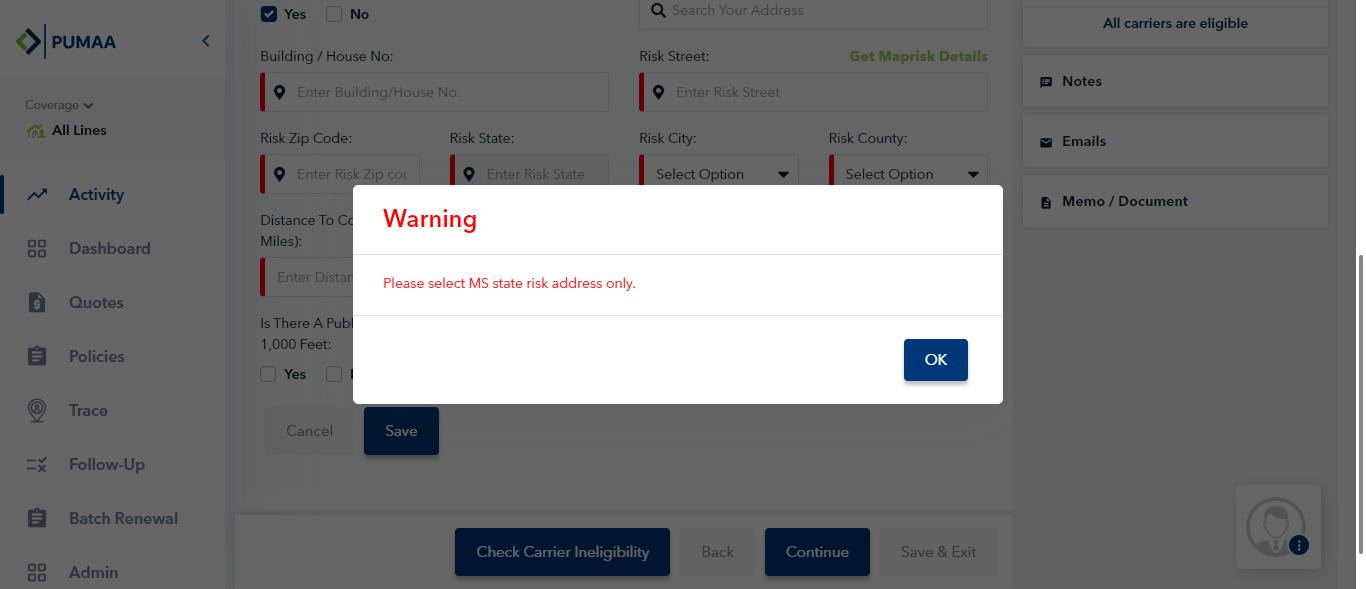 PUMAA
Coverage
All Lines
Activity
Dashboard
Quotes
Policies
Trace
Follow-Up
Batch Renewal
Admin
Yes No
Search Your Address
Building / House No:
Risk Street:
Get Maprisk Details
Enter Building/House No.
Enter Risk Street
Risk Zip Code:
Risk State:
Risk City:
Risk County:
Enter Risk Zip
Enter Risk State
Select Option
Select Option
Distance To
Miles):
Enter
Is There A
1,000 Feet:
Yes
Warning
Please select MS state risk address only.
OK
Cancel
Save
Check Carrier Ineligibility
Back
Continue
Save & Exit
All carriers are eligible
Notes
Emails
Memo / Document